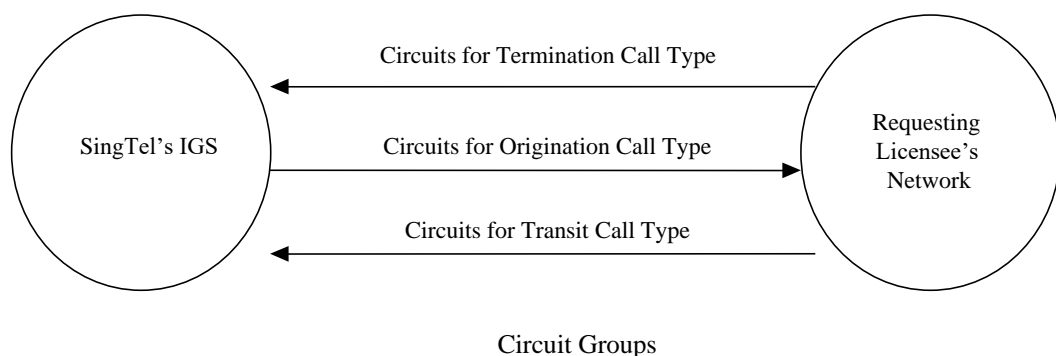 Circuits for Termination Call Type
SingTel’s IGS
Circuits for Origination Call Type
Requesting
Licensee’s
Network
Circuits for Transit Call Type
Circuit Groups